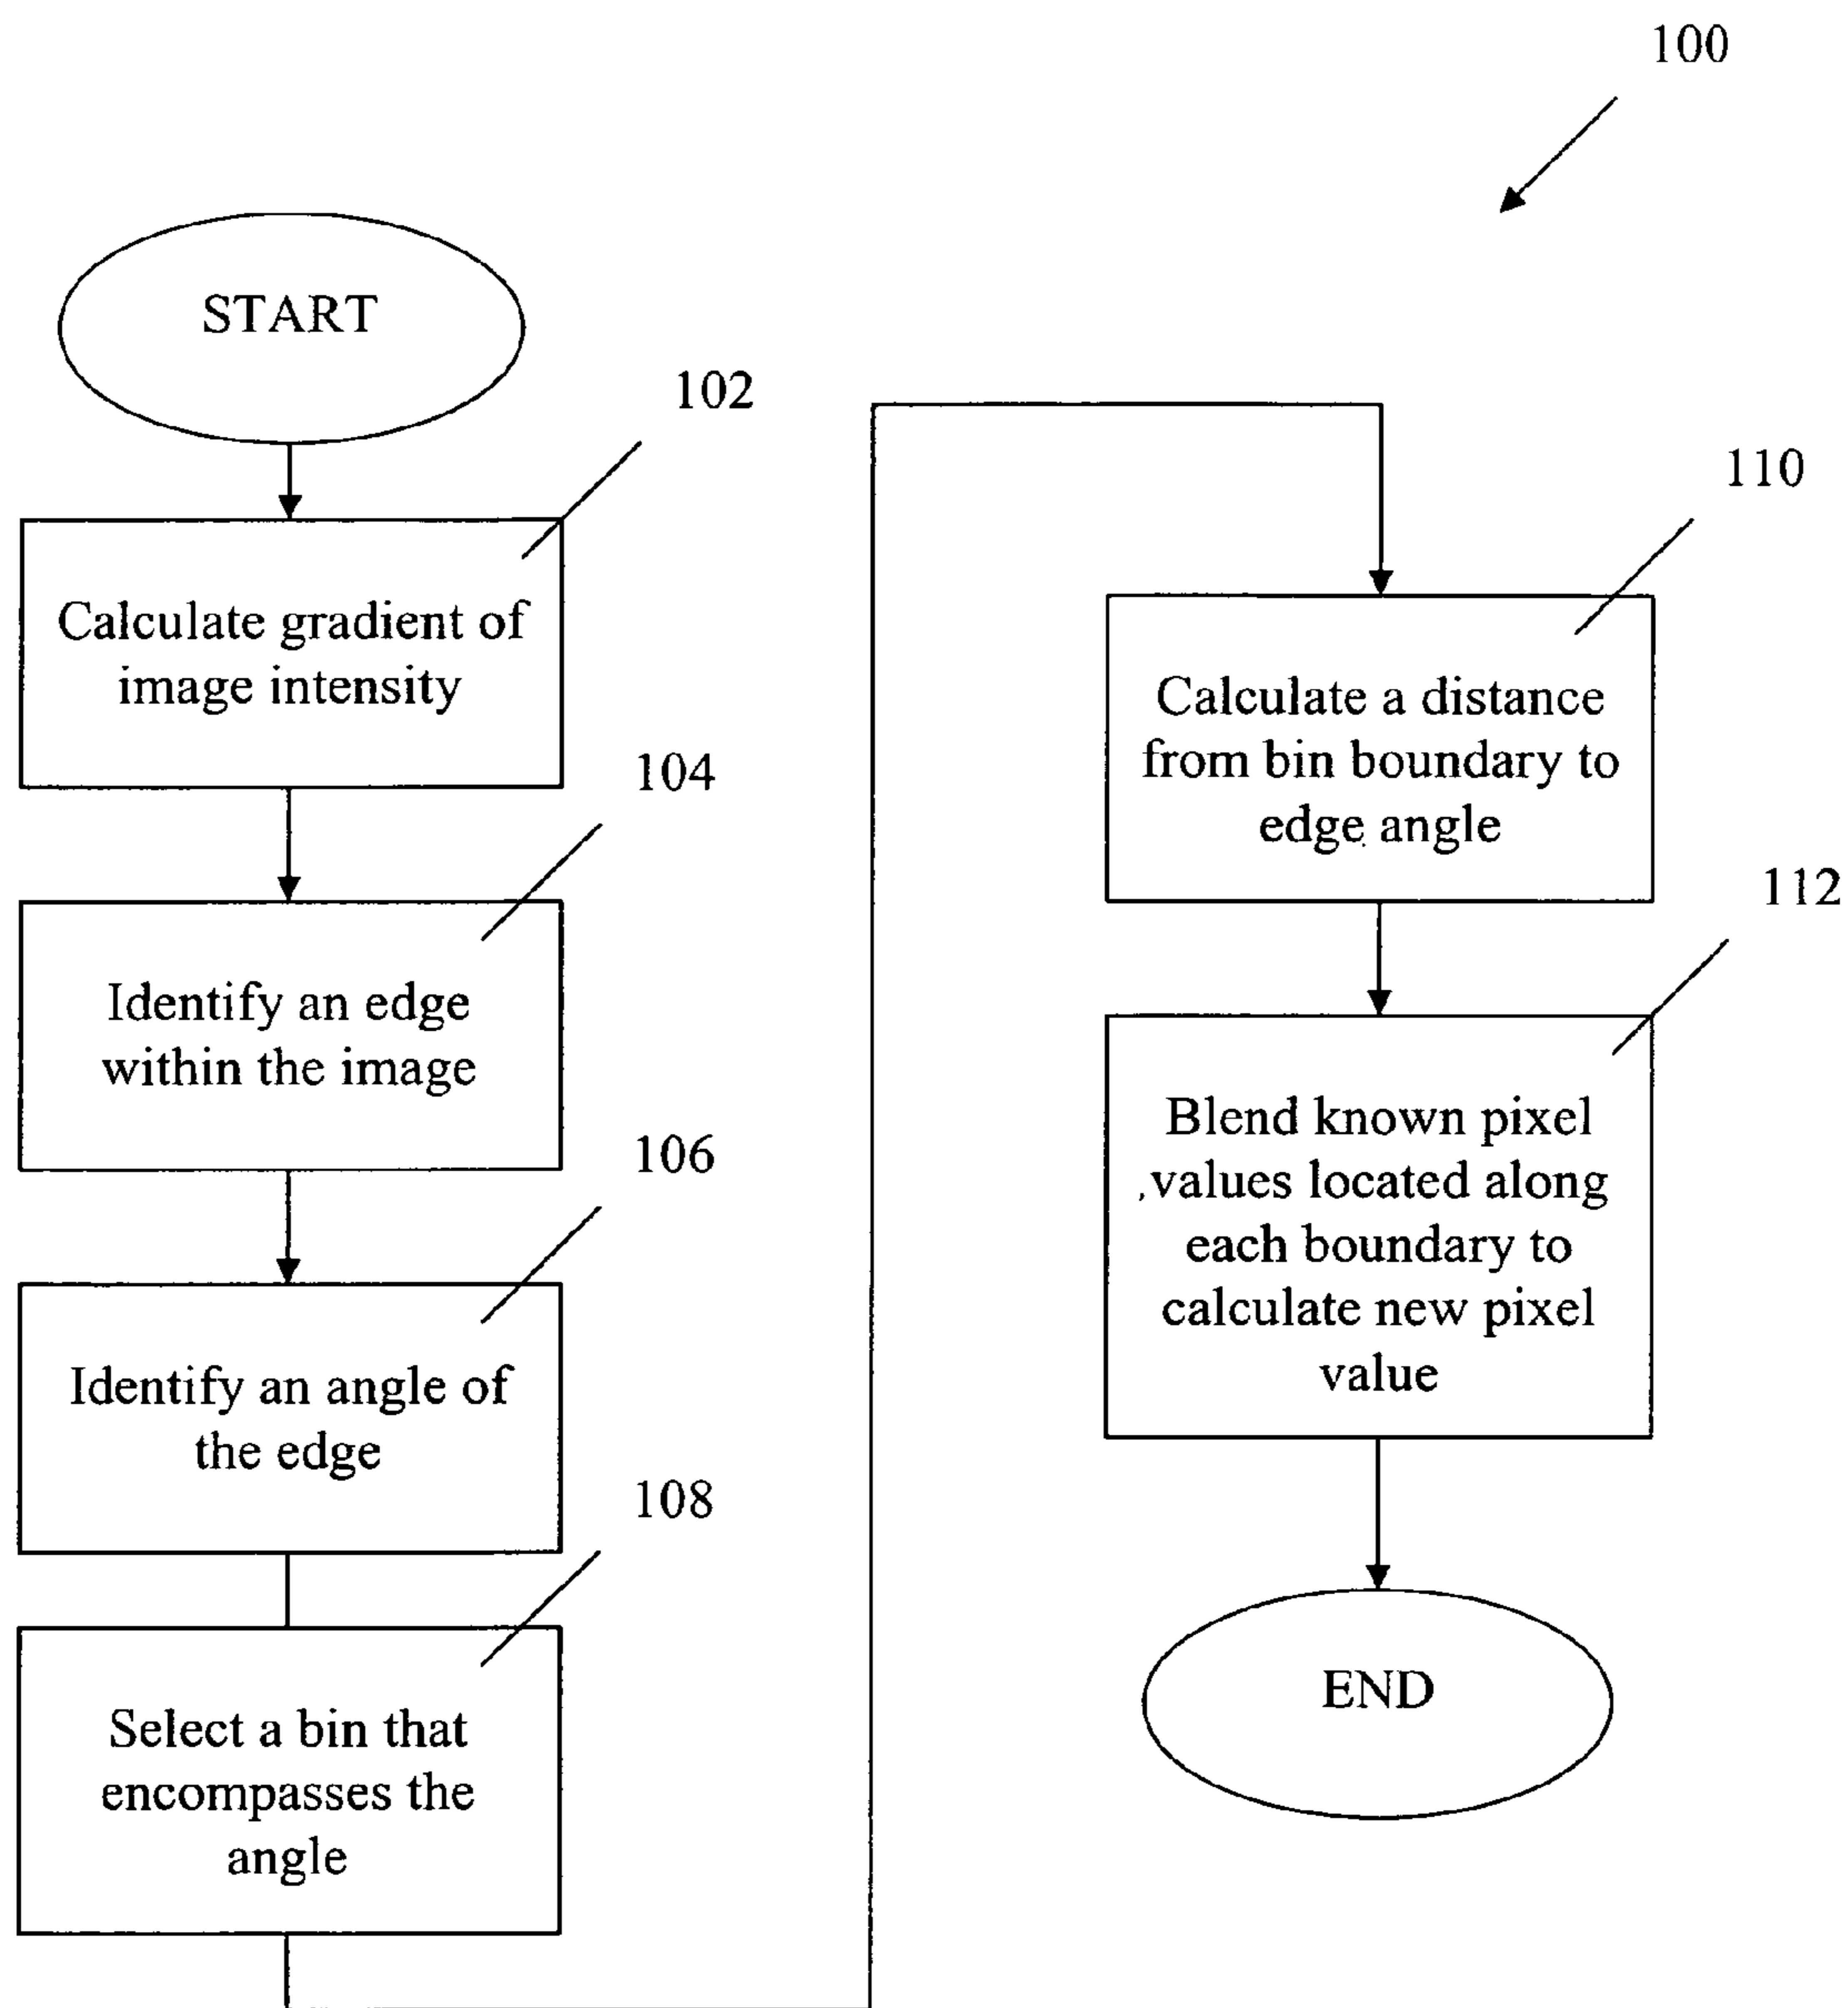 100
START
102
Calculate gradient of
image intensity
104
Identify an edge
within the image
106
Identify an angle of
the edge
108
Select a bin that
encompasses the
angle
110
Calculate a distance
from bin boundary to
edge angle
112
Blend known pixel
values located along
each boundary to
calculate new pixel
value
END